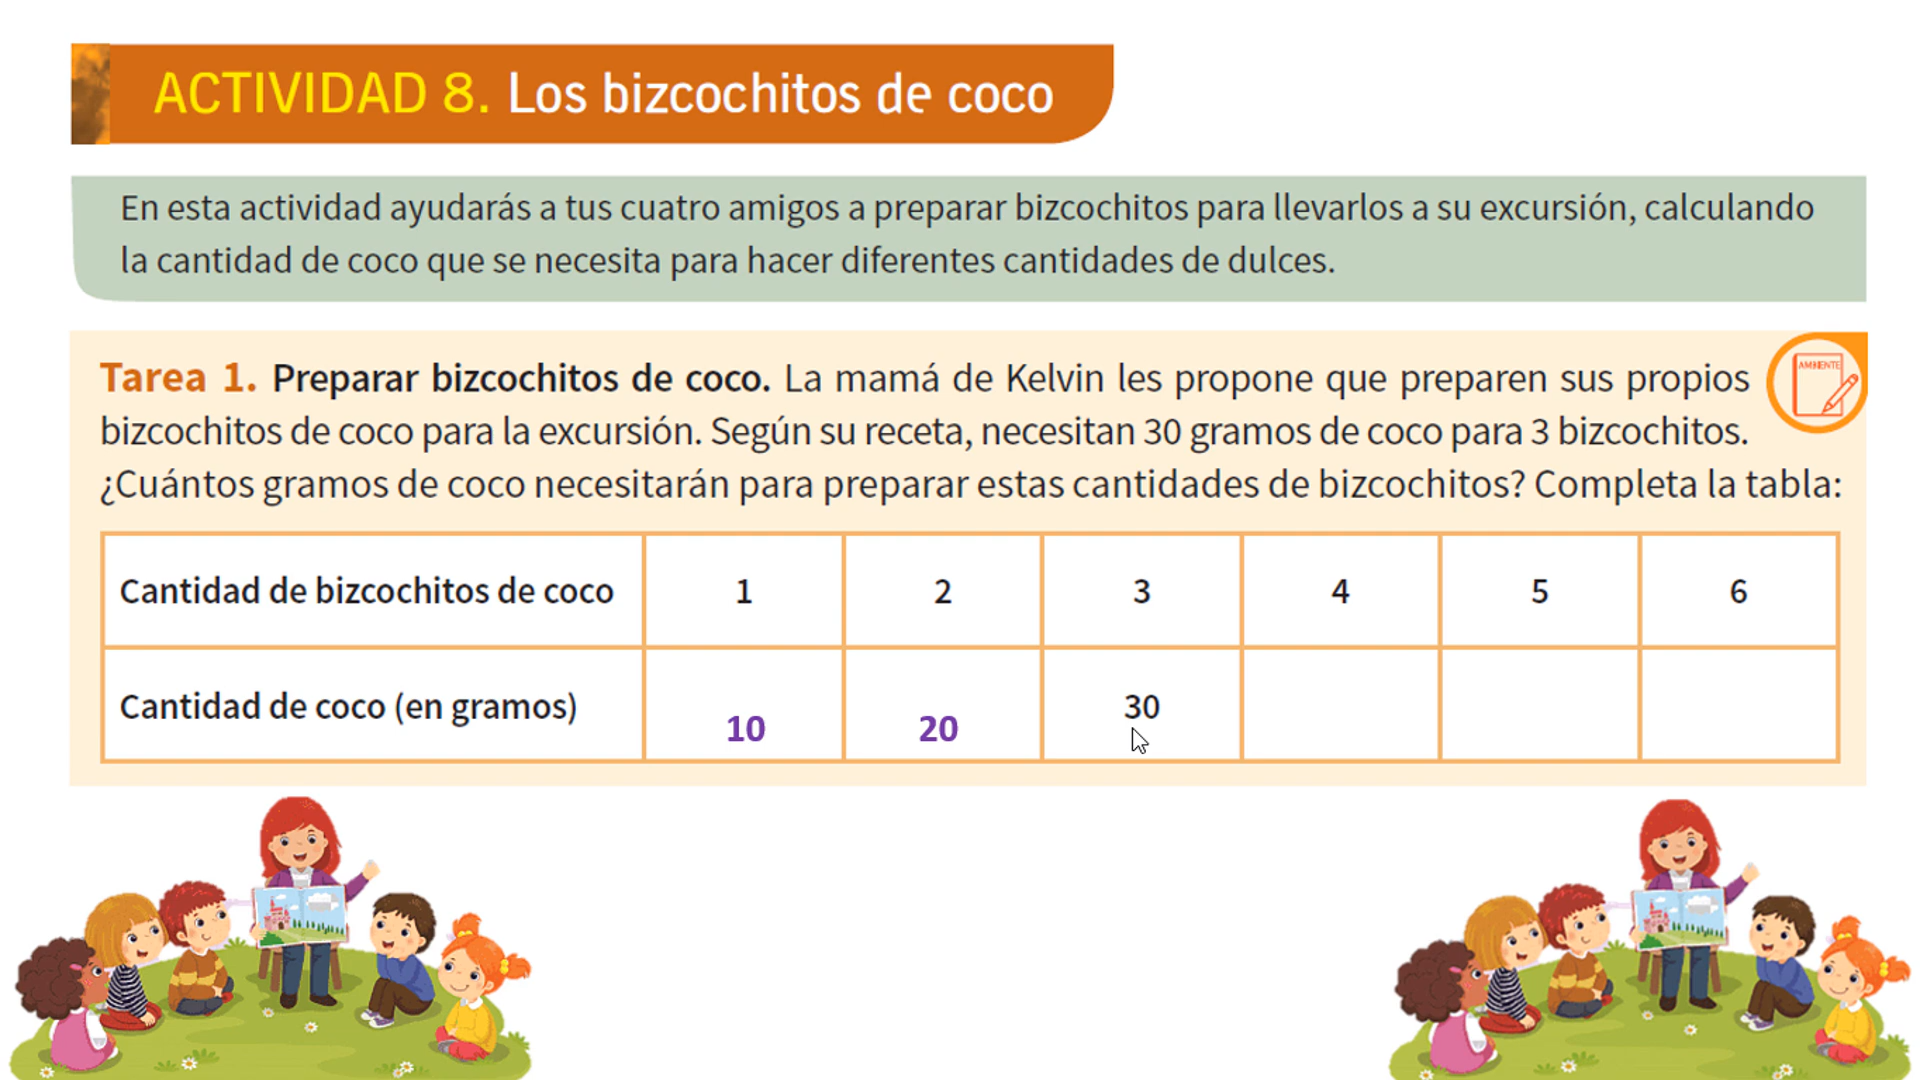 ACTIVIDAD 8. Los bizcochitos de coco
En esta actividad ayudarás a tus cuatro amigos a preparar bizcochitos para llevarlos a su excursión, calculando
la cantidad de coco que se necesita para hacer diferentes cantidades de dulces.
Tarea 1. Preparar bizcochitos de coco. La mamá de Kelvin les propone que preparen sus propios
AMBIENTE
bizcochitos de coco para la excursión. Según su receta, necesitan 30 gramos de coco para 3 bizcochitos.
¿Cuántos gramos de coco necesitarán para preparar estas cantidades de bizcochitos? Completa la tabla:
Cantidad de bizcochitos de coco 1 2 3 4 5 6
Cantidad de coco (en gramos) 10 20 30